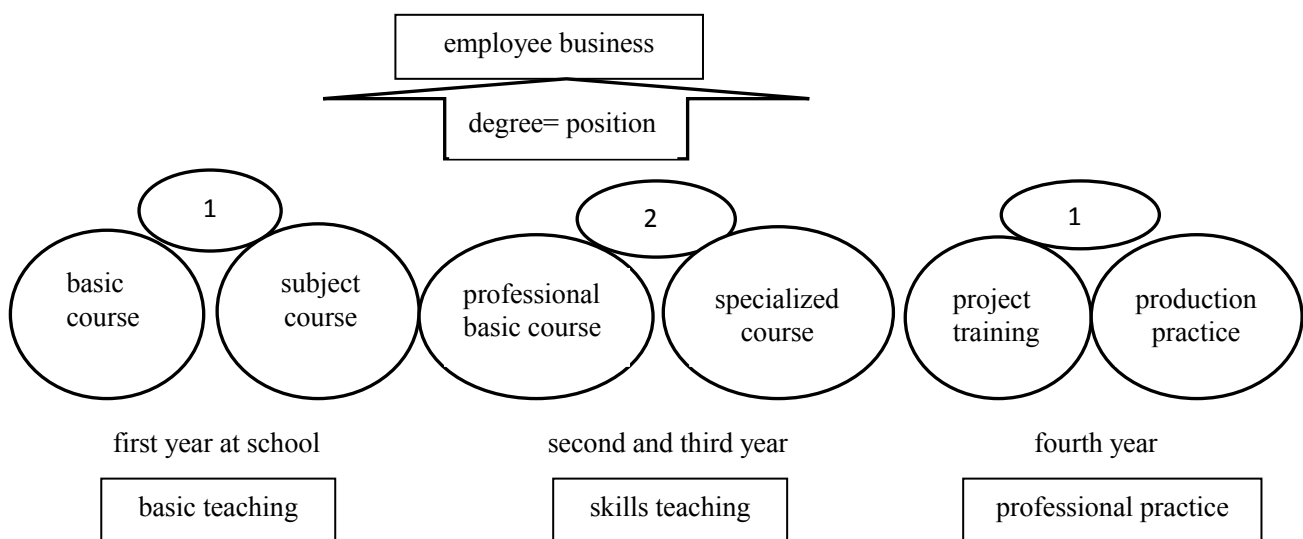 employee business
degree= position
1
2
1
basic
course
subject
course
professional
basic course
specialized
course
project
training
production
practice
first year at school
second and third year
fourth year
basic teaching
skills teaching
professional practice